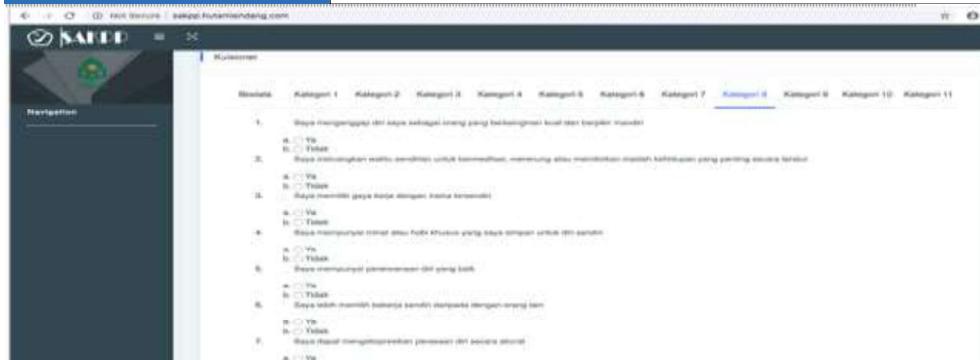 Not Secure | sakpp.hutamiendang.com
SAKPP
Kuisioner
Navigation
Biodata Kategori 1 Kategori 2 Kategori 3 Kategori 4 Kategori 5 Kategori 6 Kategori 7 Kategori 8 Kategori 9 Kategori 10 Kategori 11
1. Saya menganggap diri saya sebagai orang yang berkeinginan kuat dan berpikir mandiri
a. Ya
b. Tidak
2. Saya meluangkan waktu sendirian untuk bermeditasi, merenung atau memikirkan masalah kehidupan yang penting secara
a. Ya
b. Tidak
3. Saya memiliki gaya kerja dengan irama tersendiri
a. Ya
b. Tidak
4. Saya mempunyai minat atau hobi khusus yang saya simpan untuk diri sendiri
a. Ya
b. Tidak
5. Saya mempunyai perencanaan diri yang baik
a. Ya
b. Tidak
6. Saya lebih memilih bekerja sendiri daripada dengan orang lain
a. Ya
b. Tidak
7. Saya dapat mengekspresikan perasaan diri secara akurat
a. Ya